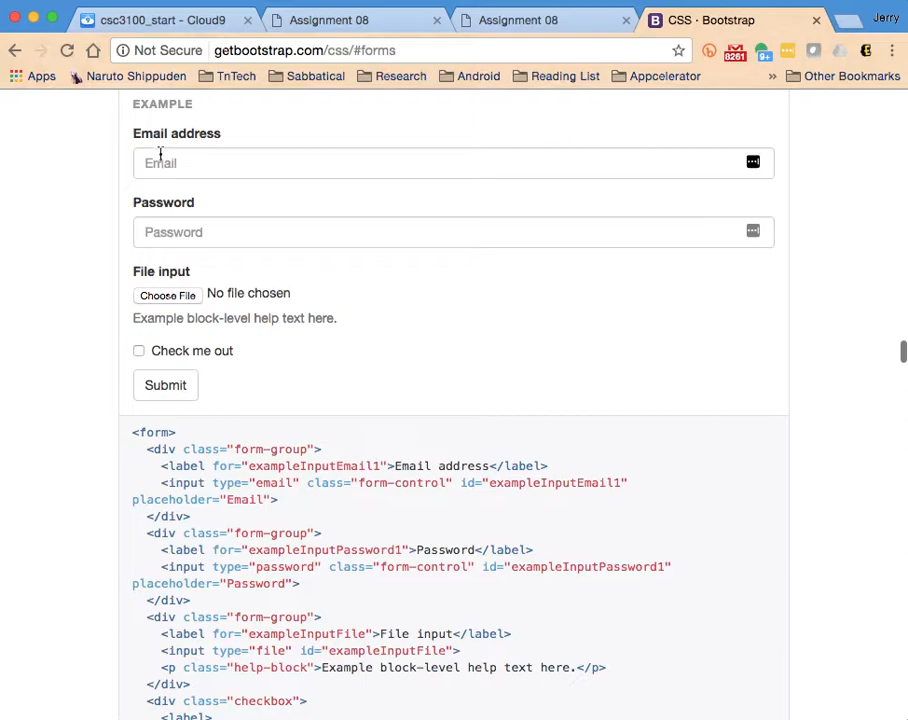 csc3100_start - Cloud9 Assignment 08 Assignment 08 CSS · Bootstrap Jerry
Not Secure getbootstrap.com/css/#forms 8261 9+
Apps Naruto Shippuden TnTech Sabbatical Research Android Reading List Appcelerator » Other Bookmarks
EXAMPLE
Email address
Email
Password
Password
File input
Choose File No file chosen
Example block-level help text here.
Check me out
Submit
<form>
<div class="form-group">
<label for="exampleInputEmail1">Email address</label>
<input type="email" class="form-control" id="exampleInputEmail1"
placeholder="Email">
</div>
<div class="form-group">
<label for="exampleInputPassword1">Password</label>
<input type="password" class="form-control" id="exampleInputPassword1"
placeholder="Password">
</div>
<div class="form-group">
<label for="exampleInputFile">File input</label>
<input type="file" id="exampleInputFile">
<p class="help-block">Example block-level help text here.</p>
</div>
<div class="checkbox">
<label>